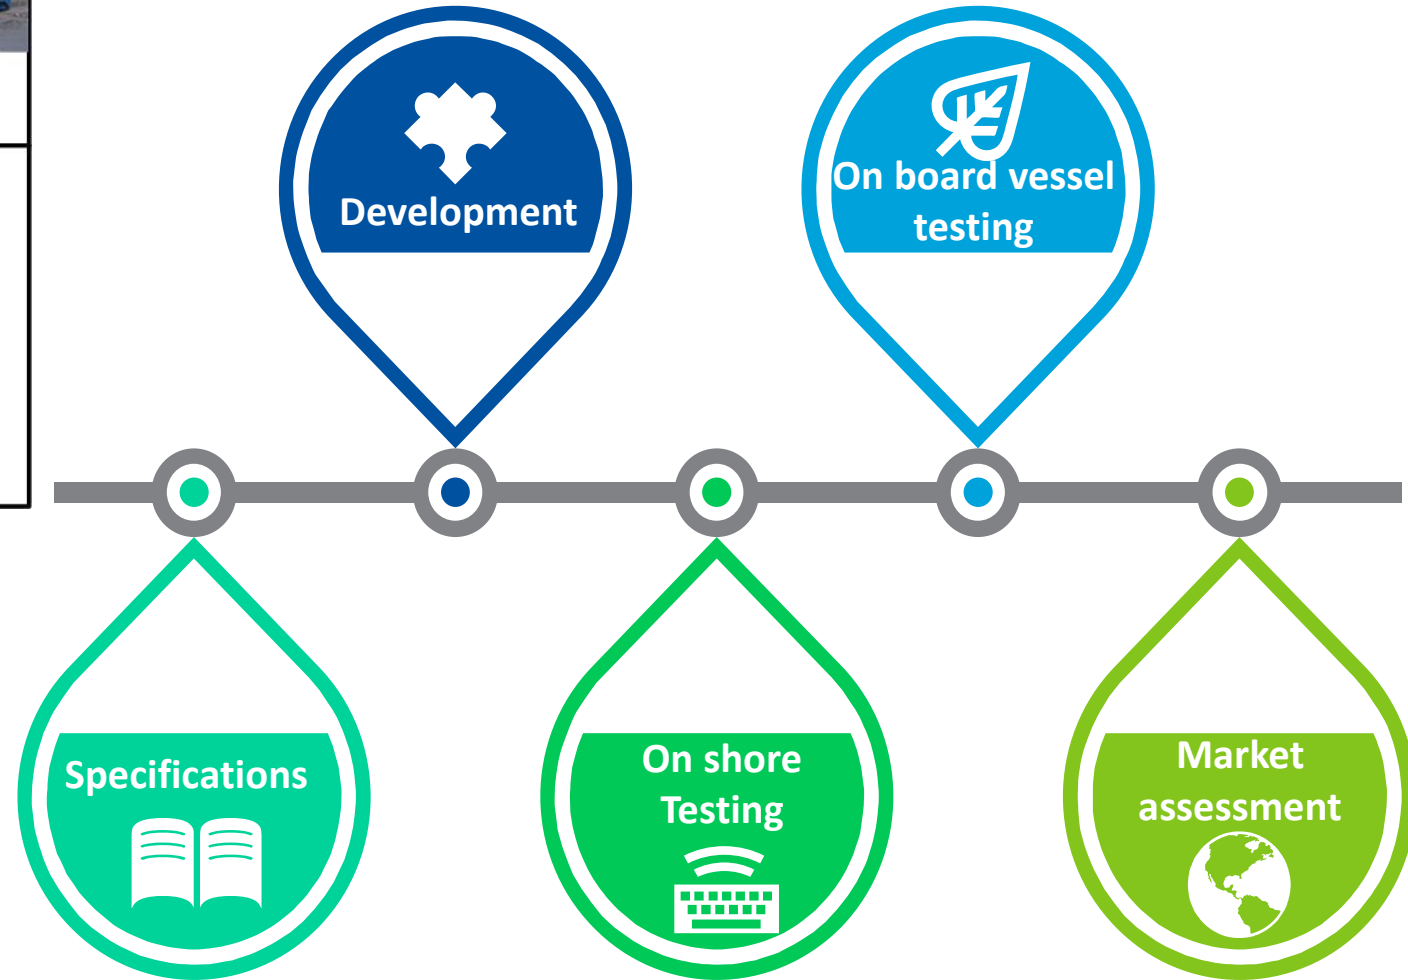 Development
On board vessel
testing
Specifications
On shore
Testing
Market
assessment